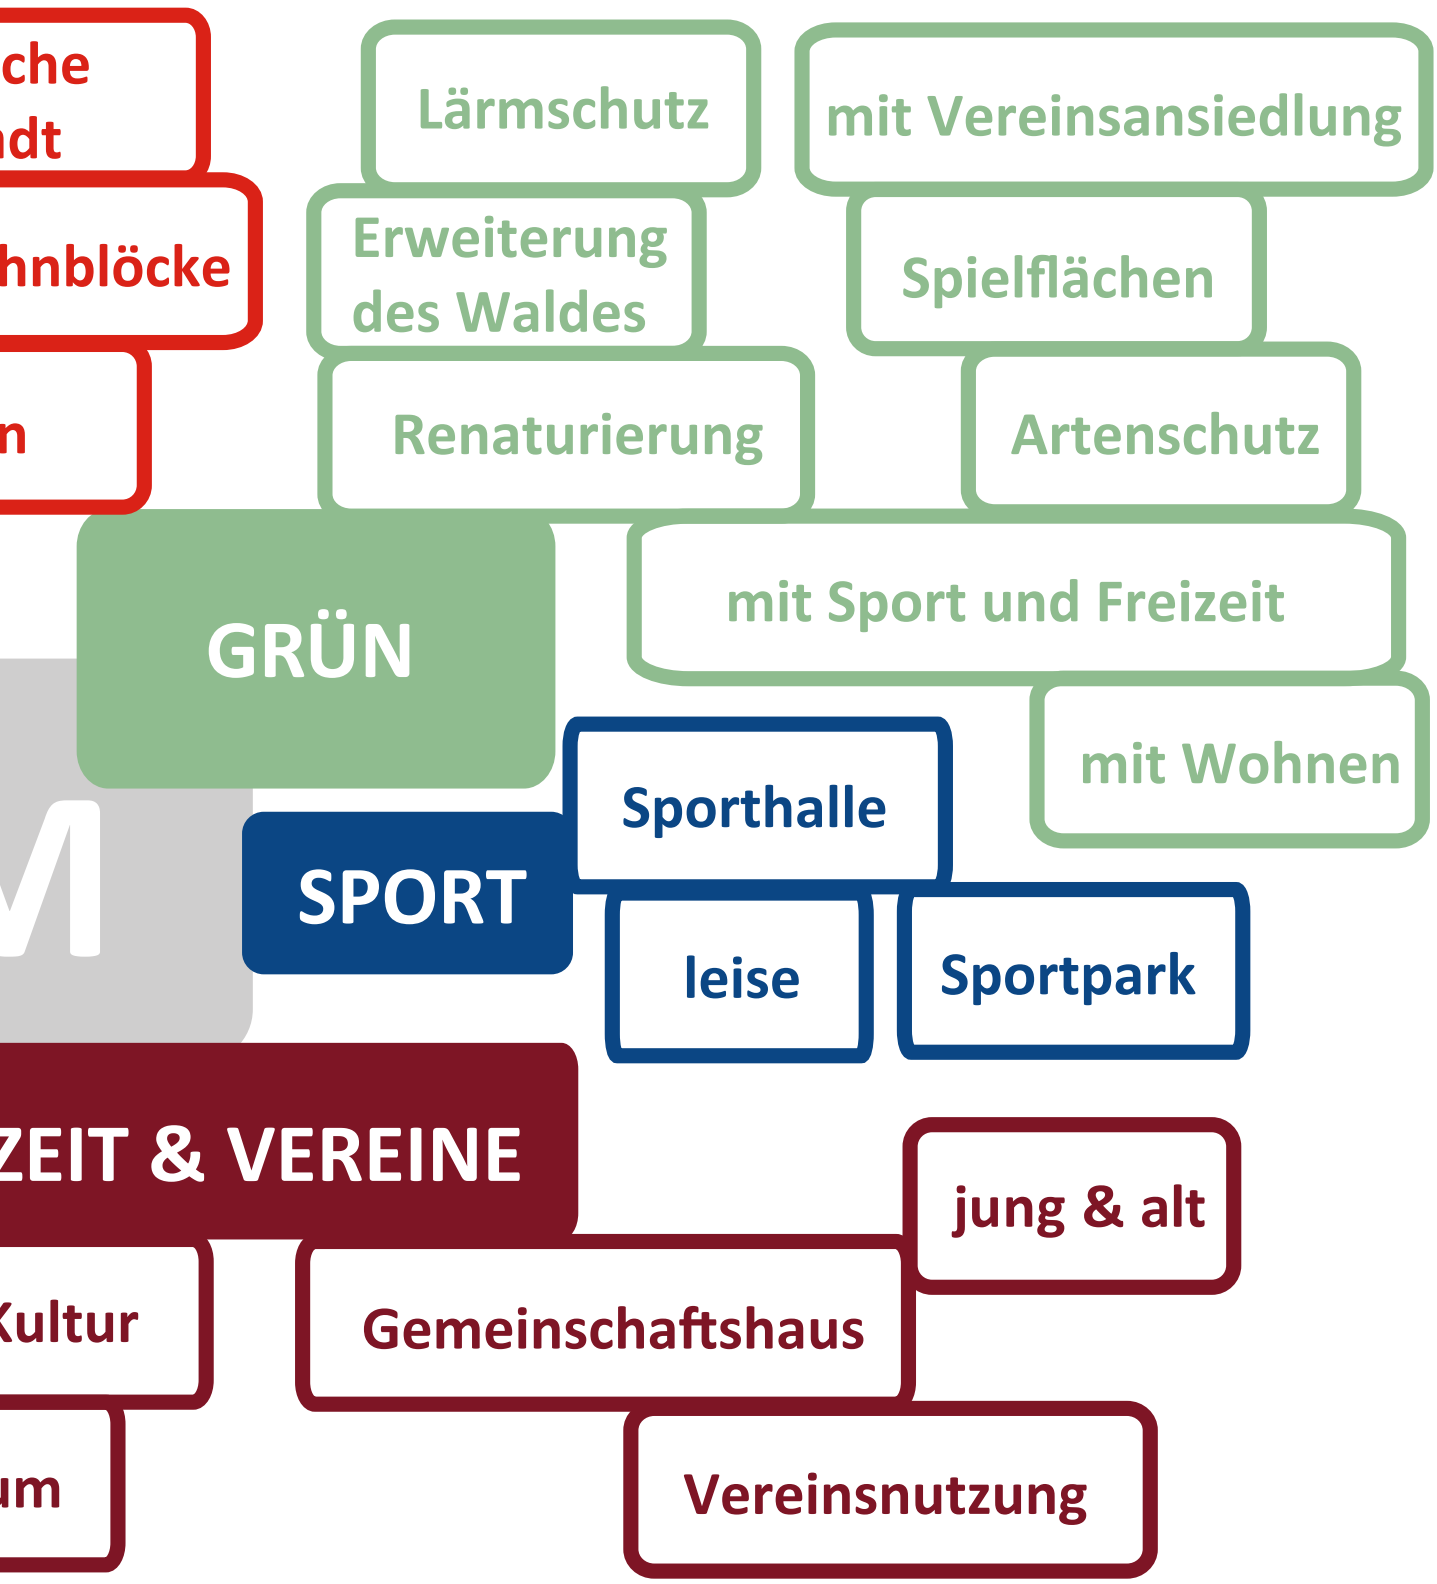 che
adt
hnblöcke
n
Lärmschutz
mit Vereinsansiedlung
Erweiterung
des Waldes
Spielflächen
Renaturierung
Artenschutz
GRÜN
mit Sport und Freizeit
mit Wohnen
M
Sporthalle
SPORT
leise
Sportpark
ZEIT & VEREINE
jung & alt
Kultur
Gemeinschaftshaus
um
Vereinsnutzung